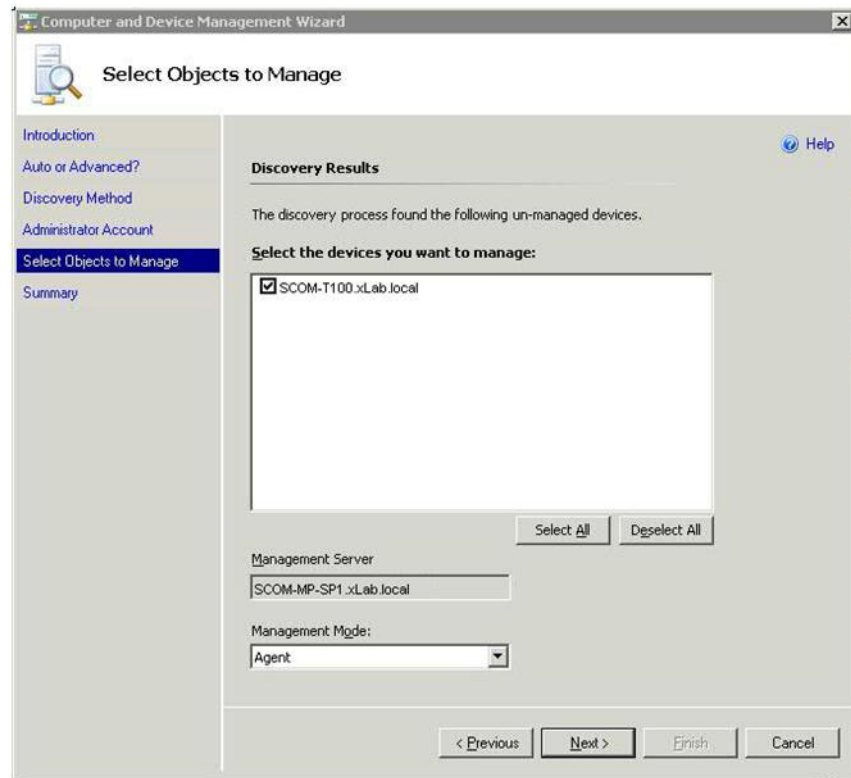 Computer and Device Management Wizard
Select Objects to Manage
Introduction
Auto or Advanced?
Discovery Method
Administrator Account
Select Objects to Manage
Summary
Help
Discovery Results
The discovery process found the following un-managed devices.
Select the devices you want to manage:
SCOM-T100.xLab.local
Select All
Deselect All
Management Server
SCOM-MP-SP1.xLab.local
Management Mode:
Agent
< Previous
Next >
Finish
Cancel